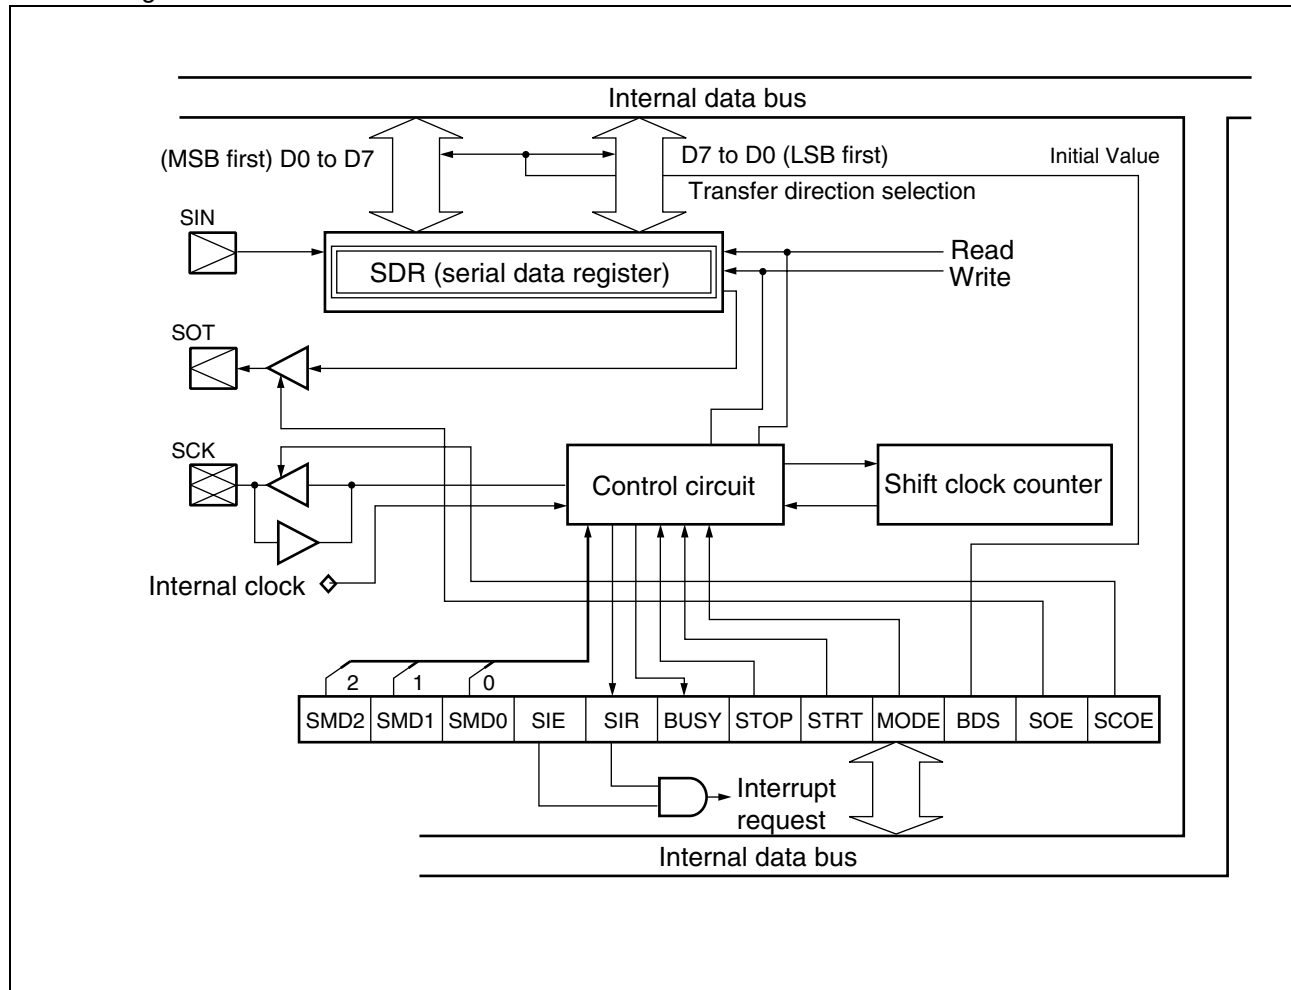 Internal data bus
(MSB first) D0 to D7
D7 to D0 (LSB first)
Initial Value
Transfer direction selection
SIN
SDR (serial data register)
Read
Write
SOT
SCK
Control circuit
Shift clock counter
Internal clock
2 1 0
SMD2 SMD1 SMD0 SIE SIR BUSY STOP STRT MODE BDS SOE SCOE
Interrupt
request
Internal data bus